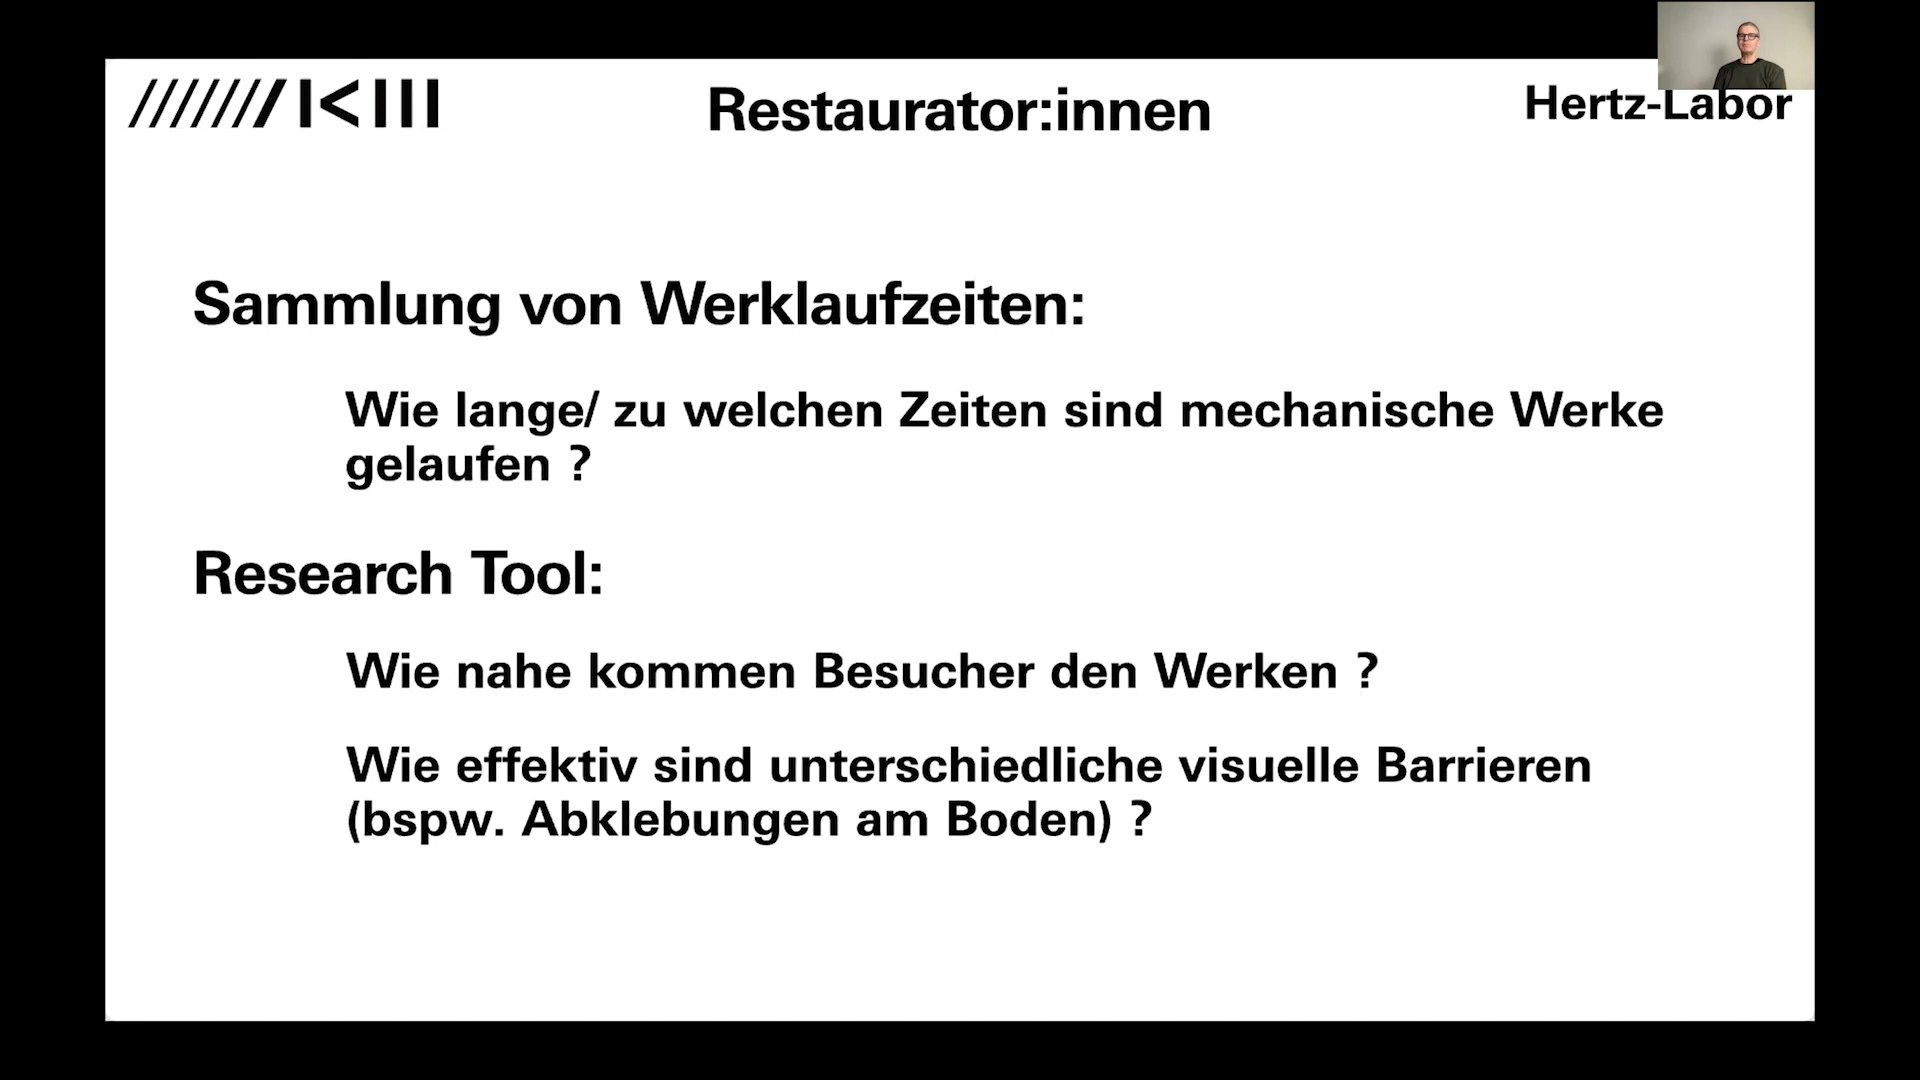 Restaurator:innen
Hertz-Labor
Sammlung von Werklaufzeiten:
Wie lange/ zu welchen Zeiten sind mechanische Werke
gelaufen ?
Research Tool:
Wie nahe kommen Besucher den Werken ?
Wie effektiv sind unterschiedliche visuelle Barrieren
(bspw. Abklebungen am Boden) ?